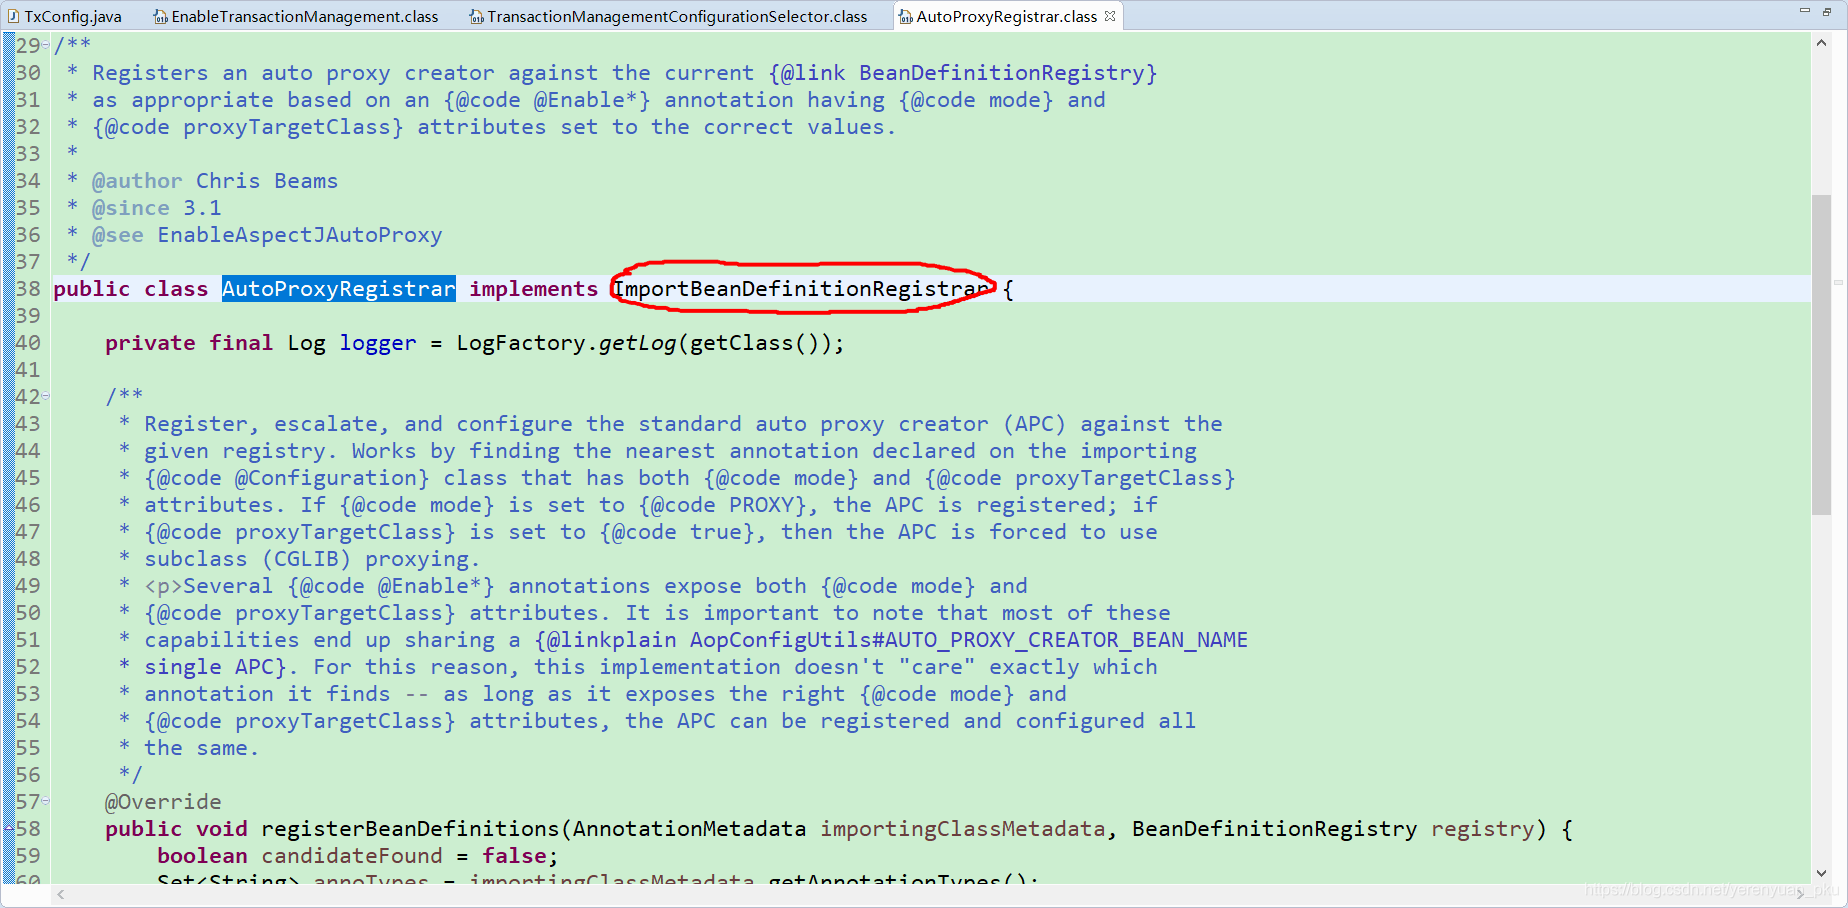 TxConfig.java EnableTransactionManagement.class TransactionManagementConfigurationSelector.class AutoProxyRegistrar.class
29 /**
30 * Registers an auto proxy creator against the current {@link BeanDefinitionRegistry}
31 * as appropriate based on an {@code @Enable*} annotation having {@code mode} and
32 * {@code proxyTargetClass} attributes set to the correct values.
33 *
34 * @author Chris Beams
35 * @since 3.1
36 * @see EnableAspectJAutoProxy
37 */
38 public class AutoProxyRegistrar implements ImportBeanDefinitionRegistrar {
39
40 private final Log logger = LogFactory.getLog(getClass());
41
42 /**
43 * Register, escalate, and configure the standard auto proxy creator (APC) against the
44 * given registry. Works by finding the nearest annotation declared on the importing
45 * {@code @Configuration} class that has both {@code mode} and {@code proxyTargetClass}
46 * attributes. If {@code mode} is set to {@code PROXY}, the APC is registered; if
47 * {@code proxyTargetClass} is set to {@code true}, then the APC is forced to use
48 * subclass (CGLIB) proxying.
49 * <p>Several {@code @Enable*} annotations expose both {@code mode} and
50 * {@code proxyTargetClass} attributes. It is important to note that most of these
51 * capabilities end up sharing a {@linkplain AopConfigUtils#AUTO_PROXY_CREATOR_BEAN_NAME
52 * single APC}. For this reason, this implementation doesn't "care" exactly which
53 * annotation it finds -- as long as it exposes the right {@code mode} and
54 * {@code proxyTargetClass} attributes, the APC can be registered and configured all
55 * the same.
56 */
57 @Override
58 public void registerBeanDefinitions(AnnotationMetadata importingClassMetadata, BeanDefinitionRegistry registry) {
59 boolean candidateFound = false;
60 Set<String> annoTypes = importingClassMetadata.getAnnotationTypes();
https://blog.csdn.net/yerenyuan_pku